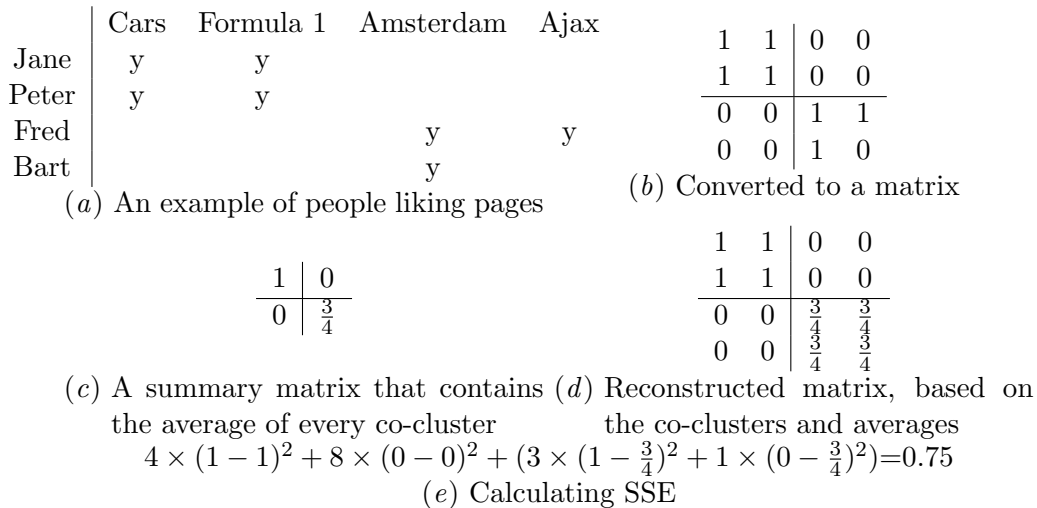 Cars Formula 1 Amsterdam Ajax
Jane y y
Peter y y
Fred y y
Bart y
(a) An example of people liking pages
1 1 0 0
1 1 0 0
0 0 1 1
0 0 1 0
(b) Converted to a matrix
1 0
0 3/4
(c) A summary matrix that contains
the average of every co-cluster
1 1 0 0
1 1 0 0
0 0 3/4 3/4
0 0 3/4 3/4
(d) Reconstructed matrix, based on
the co-clusters and averages
4 × (1 − 1)² + 8 × (0 − 0)² + (3 × (1 − 3/4)² + 1 × (0 − 3/4)²)=0.75
(e) Calculating SSE